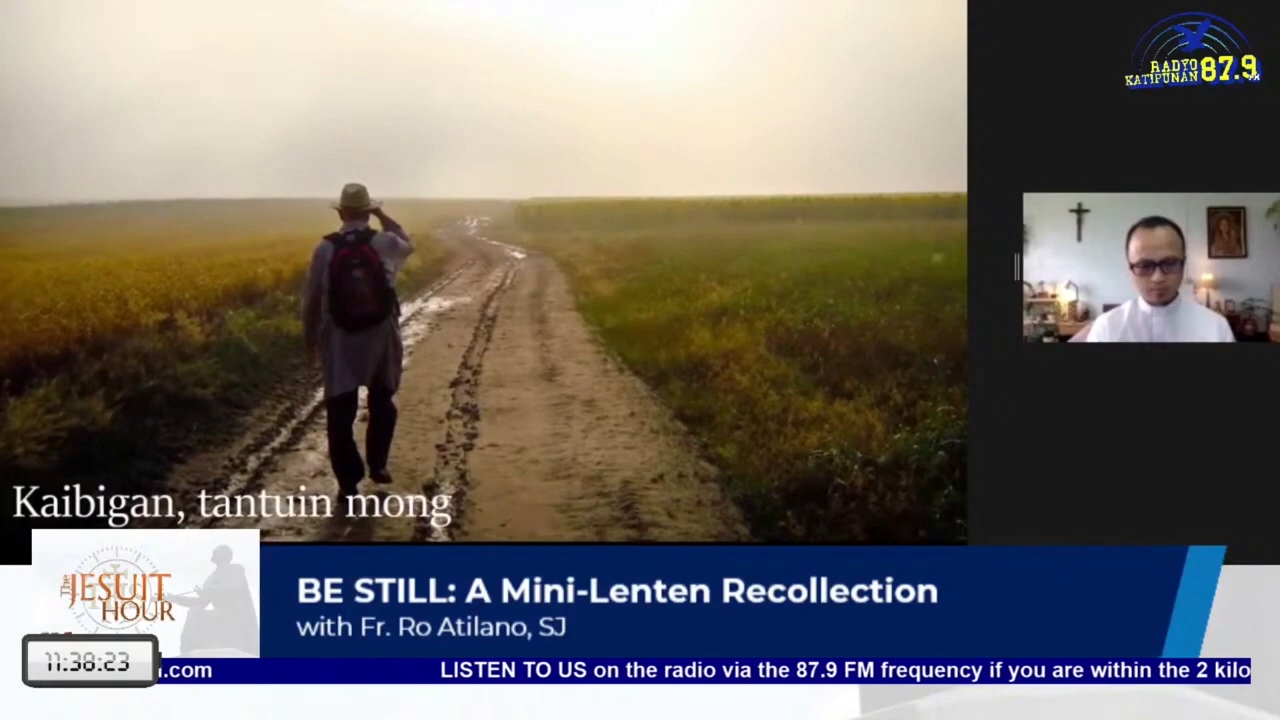 RADYO
KATIPUNAN 87.9 FM
Kaibigan, tantuin mong
The
JESUIT
HOUR
BE STILL: A Mini-Lenten Recollection
with Fr. Ro Atilano, SJ
11:38:23
.com
LISTEN TO US on the radio via the 87.9 FM frequency if you are within the 2 kilo